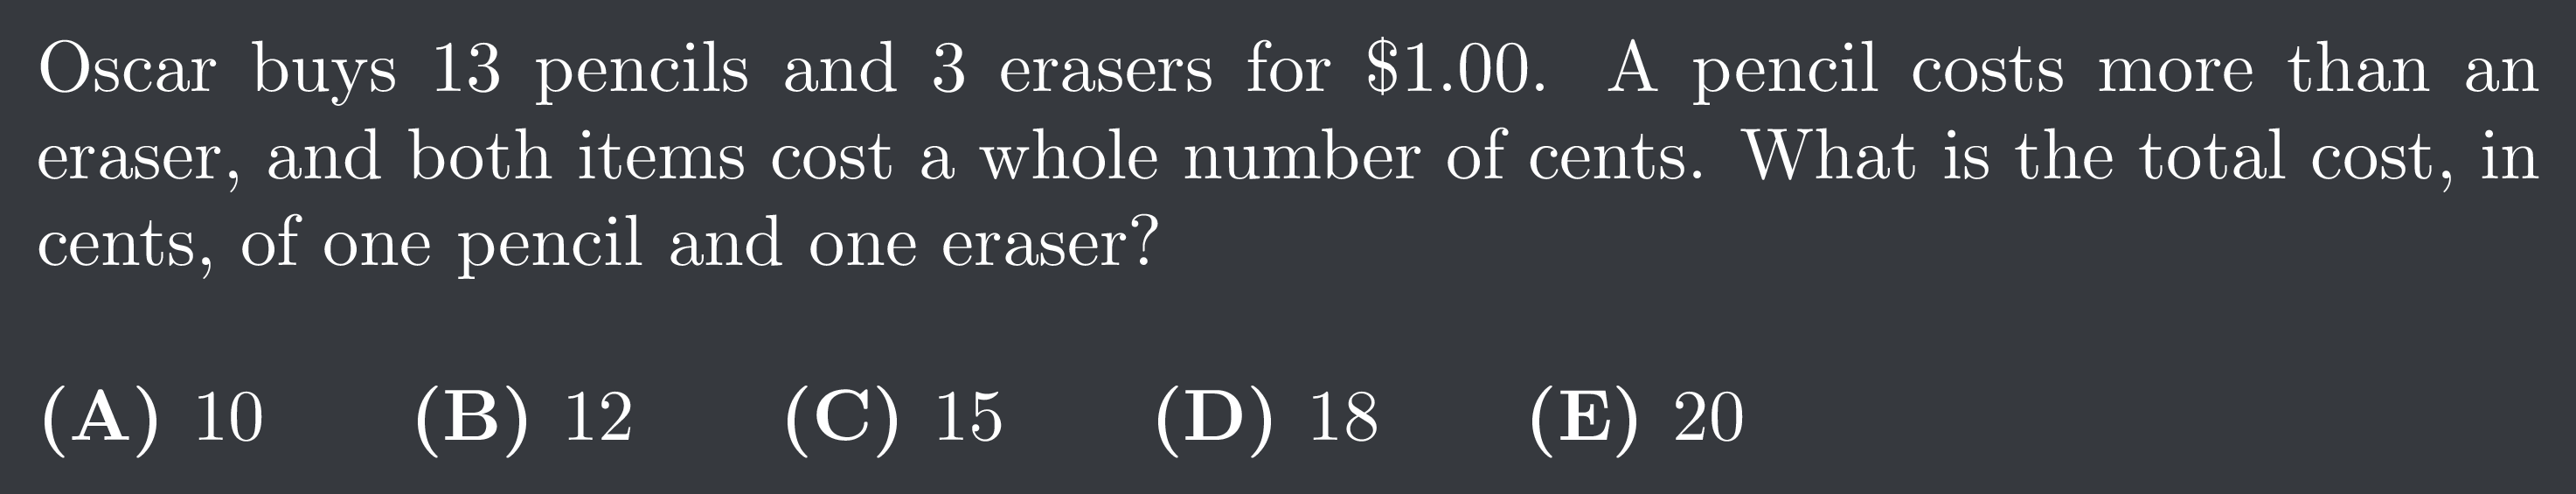 Oscar buys 13 pencils and 3 erasers for $1.00. A pencil costs more than an
eraser, and both items cost a whole number of cents. What is the total cost, in
cents, of one pencil and one eraser?
(A) 10 (B) 12 (C) 15 (D) 18 (E) 20